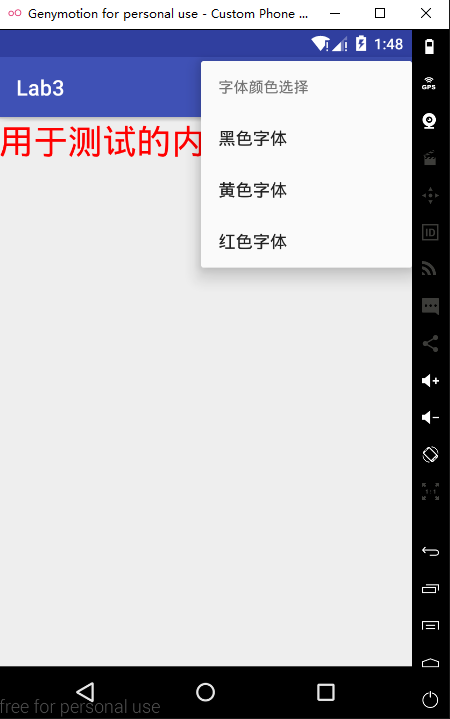 Genymotion for personal use - Custom Phone ...
1:48
Lab3
字体颜色选择
用于测试的内
黑色字体
黄色字体
红色字体
GPS
ID
1:1
free for personal use